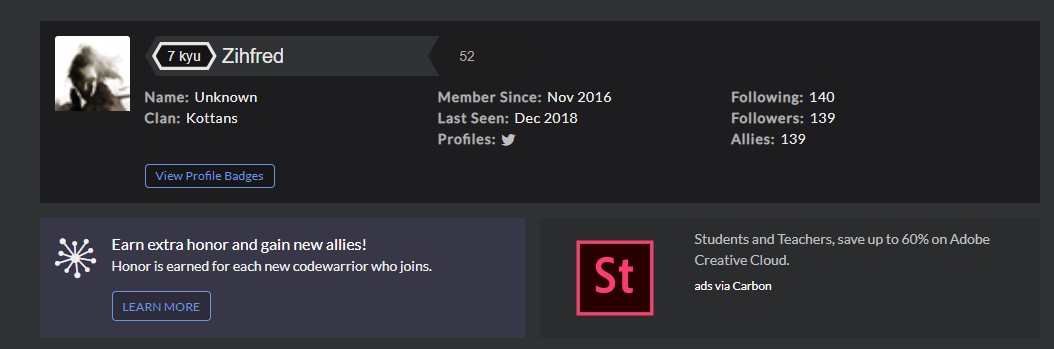 7 kyu Zihfred 52
Name: Unknown Member Since: Nov 2016 Following: 140
Clan: Kottans Last Seen: Dec 2018 Followers: 139
Profiles: Allies: 139
View Profile Badges
Earn extra honor and gain new allies!
Honor is earned for each new codewarrior who joins.
LEARN MORE
St
Students and Teachers, save up to 60% on Adobe
Creative Cloud.
ads via Carbon